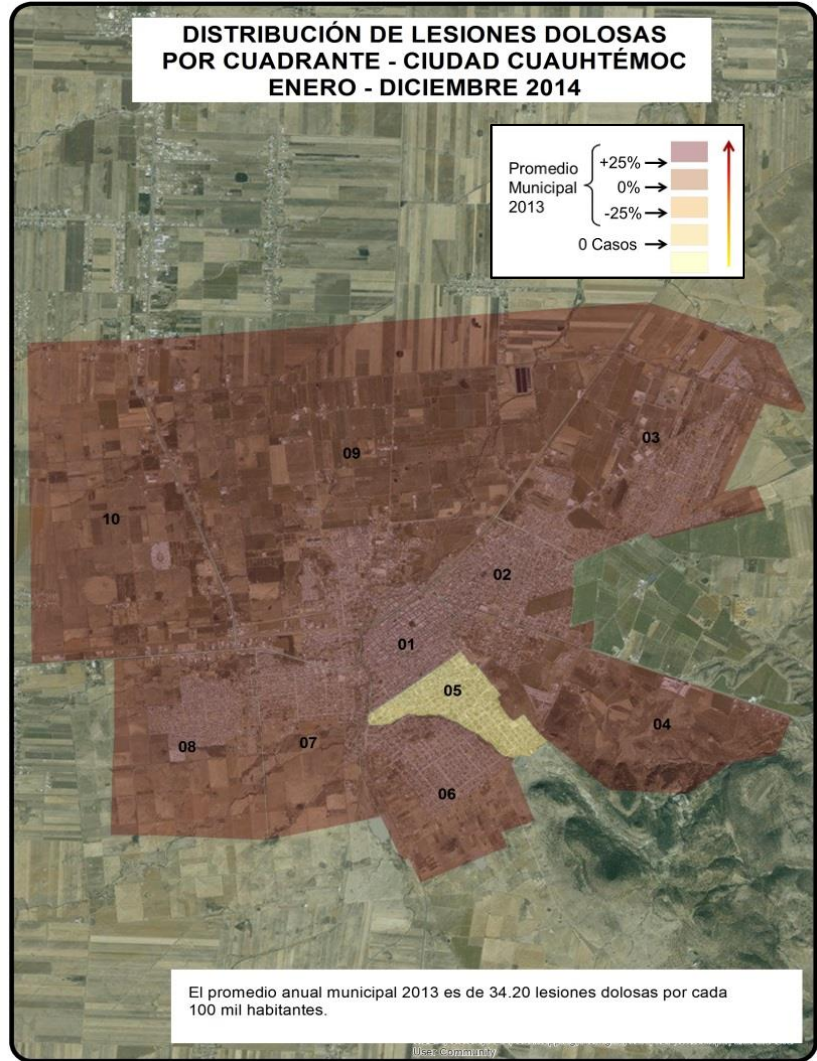 DISTRIBUCIÓN DE LESIONES DOLOSAS
POR CUADRANTE - CIUDAD CUAUHTÉMOC
ENERO - DICIEMBRE 2014
Promedio
Municipal
2013
+25%
0%
-25%
0 Casos
03
09
10
02
01
05
04
08
07
06
El promedio anual municipal 2013 es de 34.20 lesiones dolosas por cada
100 mil habitantes.
User Community